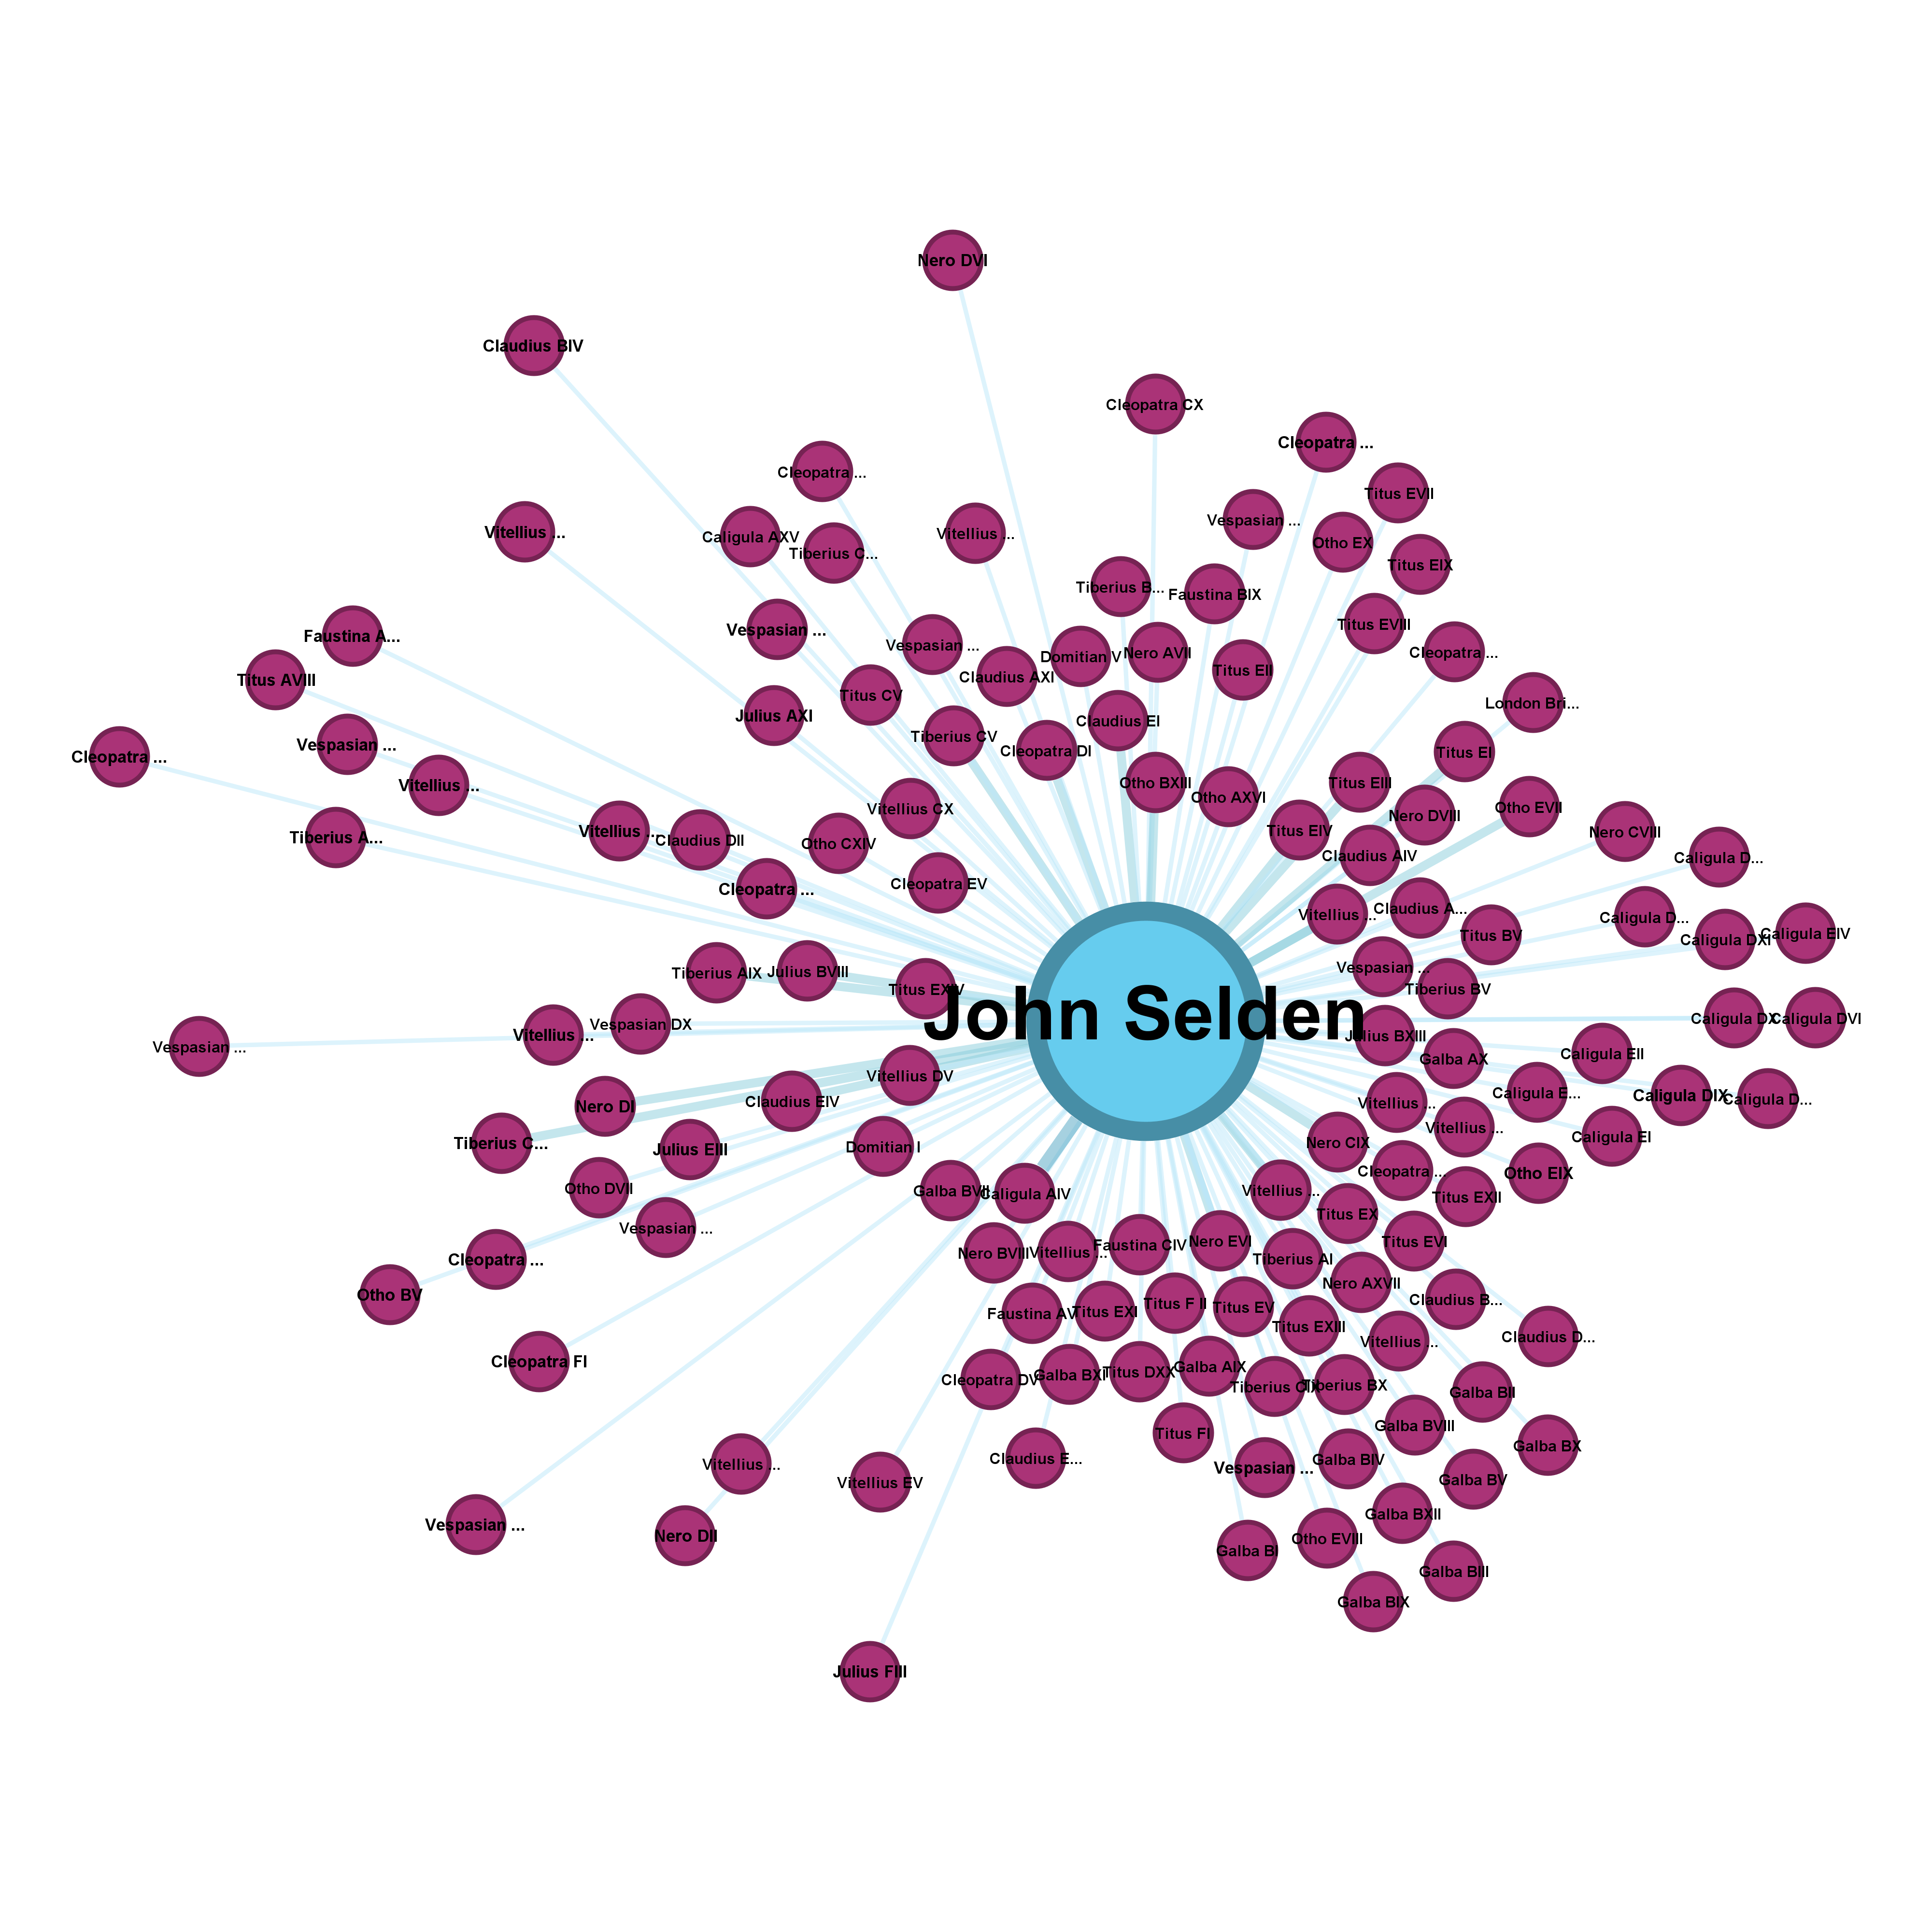 Nero DVI
Claudius BIV
Cleopatra CX
Cleopatra ...
Cleopatra ...
Titus EVII
Vespasian ...
Vitellius ...
Vitellius ...
Caligula AXV
Otho EX
Tiberius C...
Titus EIX
Tiberius B...
Faustina BIX
Titus EVIII
Vespasian ...
Faustina A...
Vespasian ...
Cleopatra ...
Nero AVII
Domitian V
Titus EII
Claudius AXI
Titus AVIII
Titus CV
London Bri...
Julius AXI
Claudius EI
Tiberius CV
Vespasian ...
Cleopatra DI
Titus EI
Cleopatra ...
Otho BXIII
Titus EIII
Vitellius ...
Otho AXVI
Otho EVII
Vitellius CX
Nero DVIII
Titus EIV
Nero CVIII
Vitellius ...
Tiberius A...
Claudius DII
Otho CXIV
Claudius AIV
Caligula D...
Cleopatra EV
Cleopatra ...
Claudius A...
Vitellius ...
Caligula D...
Caligula EIV
Titus BV
Caligula DXI
Vespasian ...
Julius BVIII
Tiberius AIX
Titus EXIV
Tiberius BV
John Selden
Caligula DX
Caligula DVI
Vespasian DX
Vitellius ...
Julius BXIII
Vespasian ...
Caligula EII
Galba AX
Vitellius DV
Caligula E...
Caligula DIX
Caligula D...
Claudius EIV
Vitellius ...
Nero DI
Vitellius ...
Caligula EI
Tiberius C...
Nero CIX
Domitian I
Julius EIII
Cleopatra ...
Otho EIX
Otho DVII
Galba BVII
Vitellius ...
Caligula AIV
Titus EXII
Titus EX
Vespasian ...
Nero EVI
Titus EVI
Faustina CIV
Nero BVIII
Vitellius ...
Cleopatra ...
Tiberius AI
Nero AXVII
Otho BV
Claudius B...
Titus F II
Titus EV
Titus EXI
Faustina AV
Titus EXIII
Claudius D...
Vitellius ...
Cleopatra FI
Galba AIX
Titus DXX
Galba BXI
Cleopatra DV
Tiberius BX
Galba BII
Galba BVIII
Titus FI
Galba BX
Claudius E...
Galba BIV
Vitellius ...
Vespasian ...
Galba BV
Vitellius EV
Galba BXII
Vespasian ...
Nero DII
Otho EVIII
Galba BI
Galba BIII
Galba BIX
Julius FIII